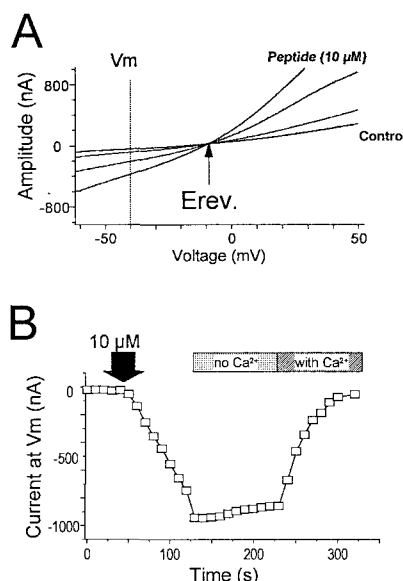 A
Vm
Peptide (10 µM)
800
0
-800
Amplitude (nA)
Contro
Erev.
-50
0
50
Voltage (mV)
B
10 µM
no Ca²⁺
with Ca²⁺
0
-500
-1000
Current at Vm (nA)
0
100
200
300
Time (s)